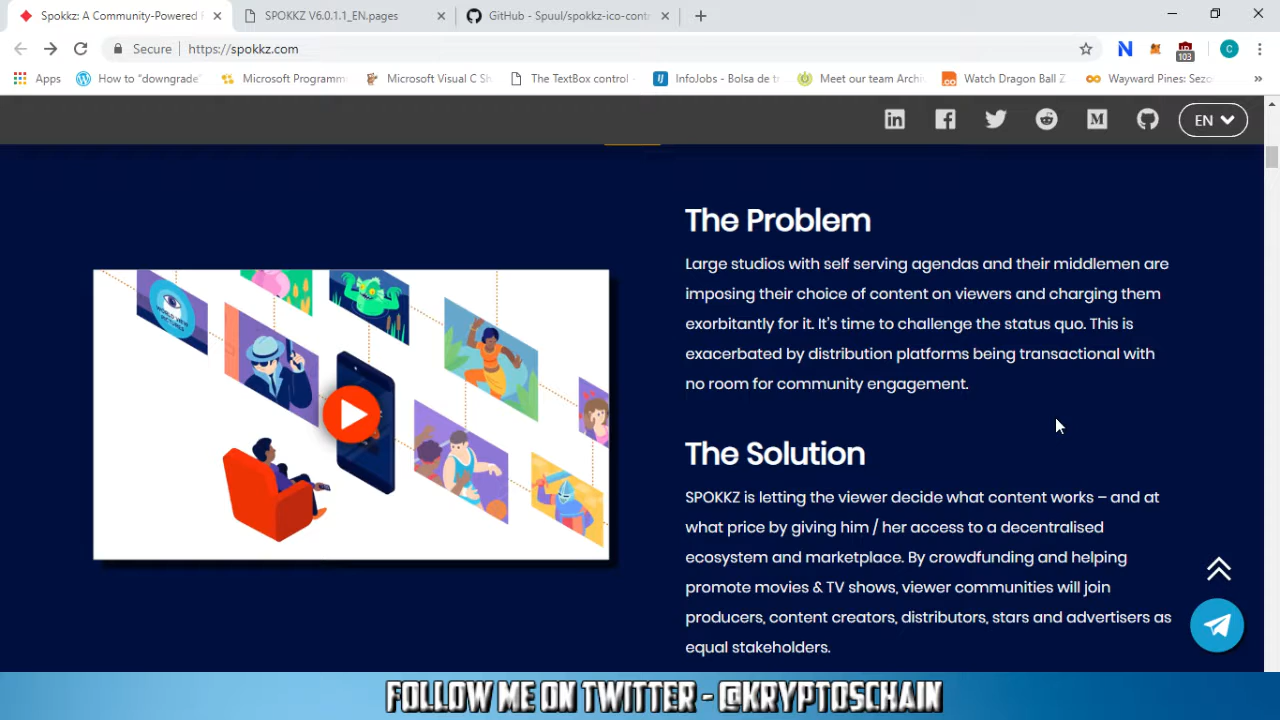 Spokkz: A Community-Powered F
SPOKKZ V6.0.1.1_EN.pages
GitHub - Spuul/spokkz-ico-contr
Secure
https://spokkz.com
N
103
C
Apps
How to "downgrade"
Microsoft Programm
Microsoft Visual C Sh
The TextBox control -
InfoJobs - Bolsa de t
Meet our team Archi
Watch Dragon Ball Z
Wayward Pines: Sezo
EN
The Problem
Large studios with self serving agendas and their middlemen are
imposing their choice of content on viewers and charging them
exorbitantly for it. It's time to challenge the status quo. This is
exacerbated by distribution platforms being transactional with
no room for community engagement.
The Solution
SPOKKZ is letting the viewer decide what content works – and at
what price by giving him / her access to a decentralised
ecosystem and marketplace. By crowdfunding and helping
promote movies & TV shows, viewer communities will join
producers, content creators, distributors, stars and advertisers as
equal stakeholders.
FOLLOW ME ON TWITTER - @KRYPTOSCHAIN